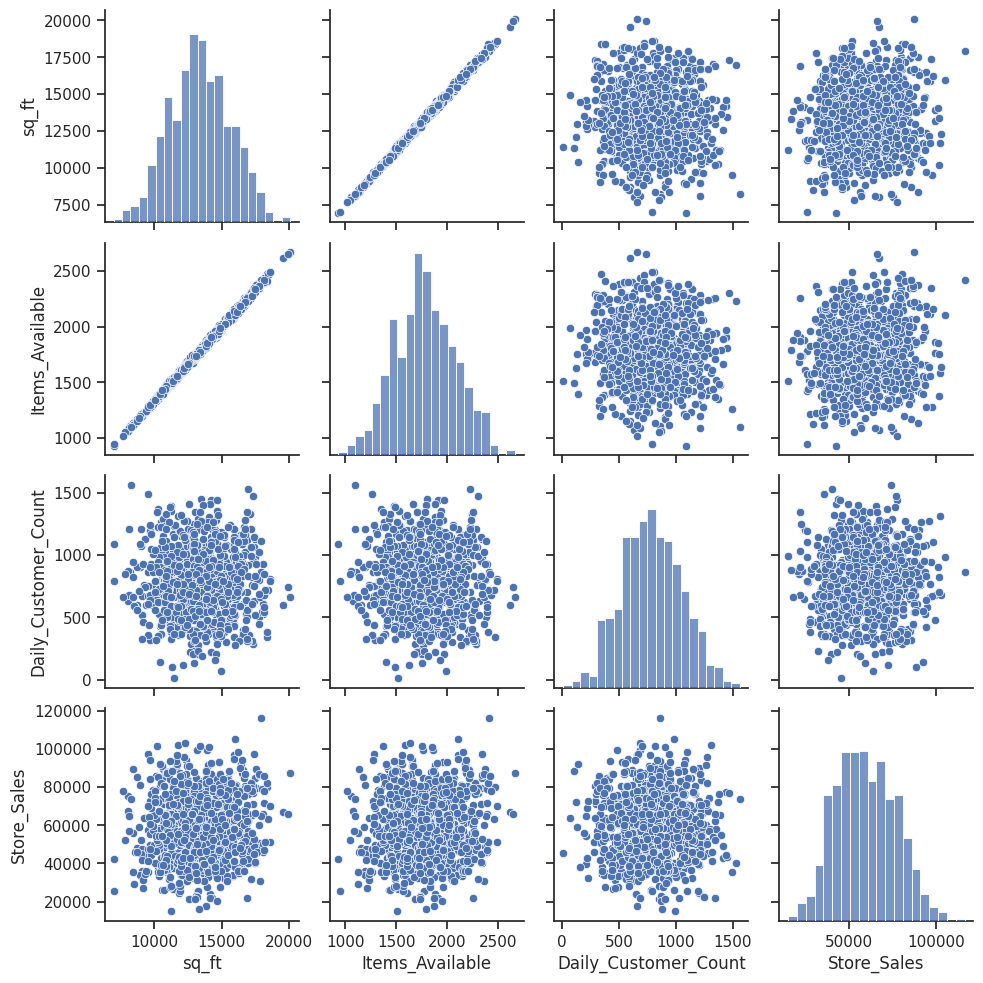 20000
17500
15000
12500
10000
7500
sq_ft
2500
2000
1500
1000
Items_Available
1500
1000
500
0
Daily_Customer_Count
120000
100000
80000
60000
40000
20000
Store_Sales
10000 15000 20000
sq_ft
1000 1500 2000 2500
Items_Available
0 500 1000 1500
Daily_Customer_Count
50000 100000
Store_Sales